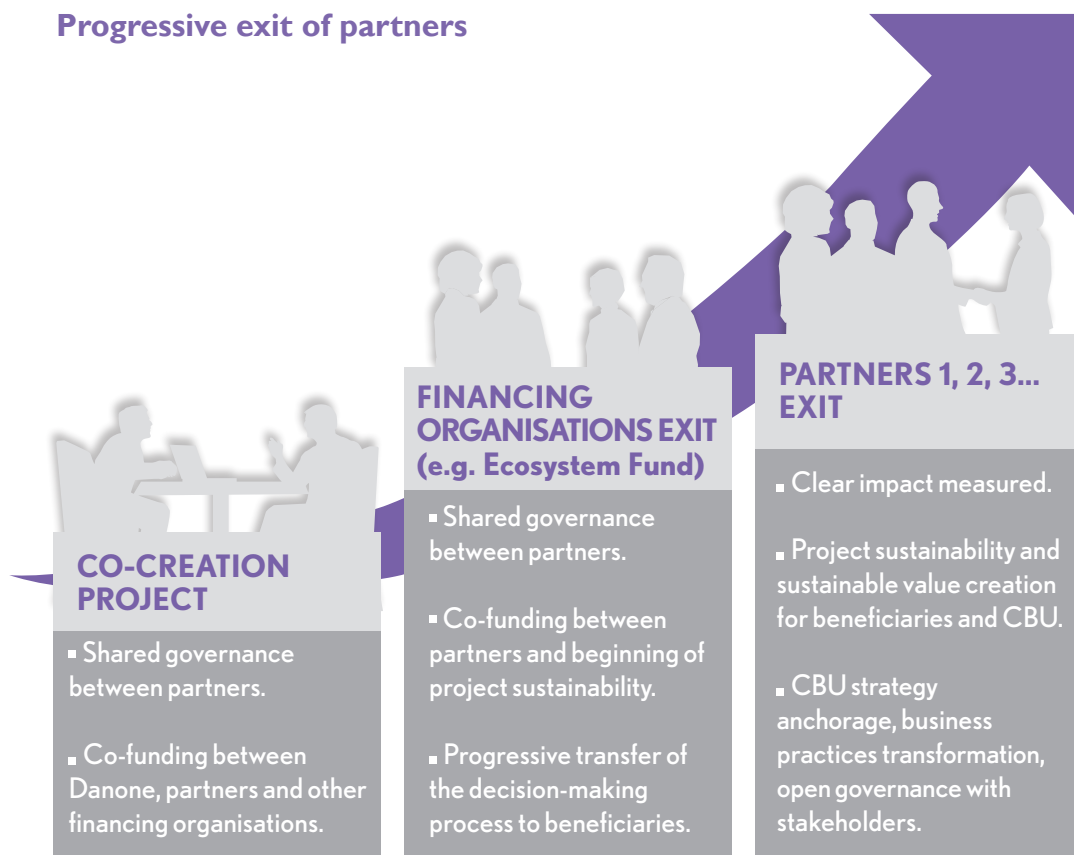 Progressive exit of partners
CO-CREATION
PROJECT
▪ Shared governance
between partners.
▪ Co-funding between
Danone, partners and other
financing organisations.
FINANCING
ORGANISATIONS EXIT
(e.g. Ecosystem Fund)
▪ Shared governance
between partners.
▪ Co-funding between
partners and beginning of
project sustainability.
▪ Progressive transfer of
the decision-making
process to beneficiaries.
PARTNERS 1, 2, 3...
EXIT
▪ Clear impact measured.
▪ Project sustainability and
sustainable value creation
for beneficiaries and CBU.
▪ CBU strategy
anchorage, business
practices transformation,
open governance with
stakeholders.